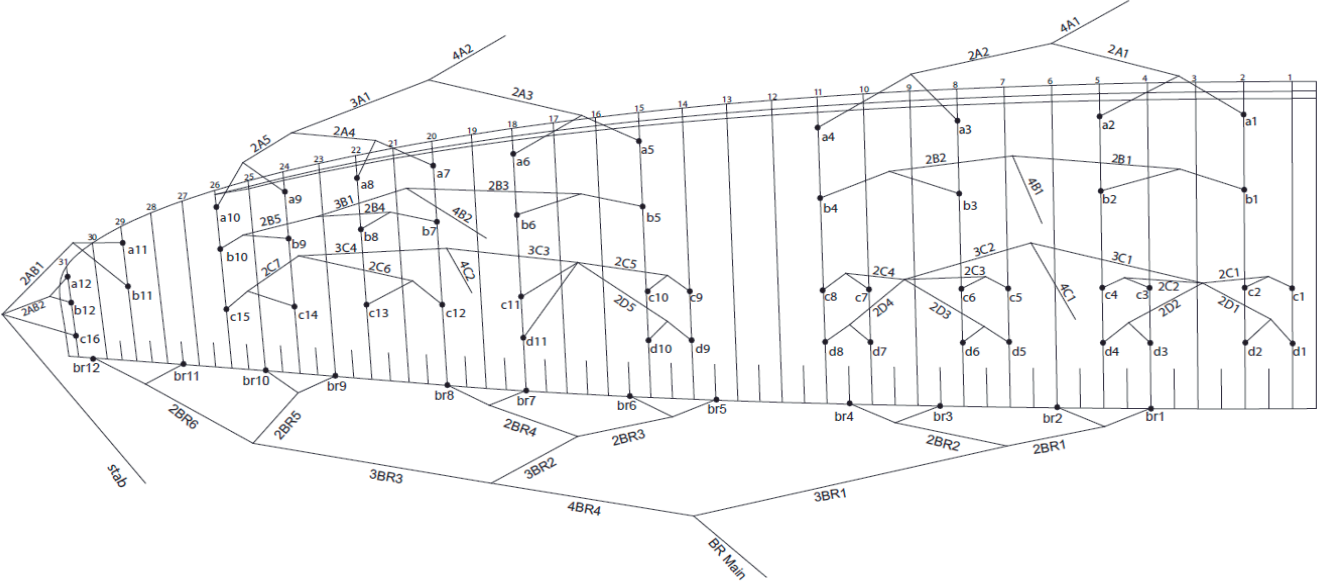 4A1
4A2
2A2
2A1
2A3
3A1
2A4
2A5
1
2
3
4
5
6
7
8
9
10
11
12
13
14
15
16
17
18
19
20
21
22
23
24
25
26
27
28
29
30
31
a1
a2
a3
a4
a5
a6
a7
a8
a9
a10
a11
a12
2B2
2B1
4B1
2B3
3B1
2B4
4B2
2B5
b1
b2
b3
b4
b5
b6
b7
b8
b9
b10
b11
b12
2AB1
2AB2
3C2
3C1
4C1
3C4
3C3
4C2
2C7
2C6
2C5
2C4
2C3
2C2
2C1
c1
c2
c3
c4
c5
c6
c7
c8
c9
c10
c11
c12
c13
c14
c15
c16
2D5
2D4
2D3
2D2
2D1
d1
d2
d3
d4
d5
d6
d7
d8
d9
d10
d11
br12
br11
br10
br9
br8
br7
br6
br5
br4
br3
br2
br1
2BR6
2BR5
2BR4
2BR3
2BR2
2BR1
3BR3
3BR2
3BR1
4BR4
stab
BR Main